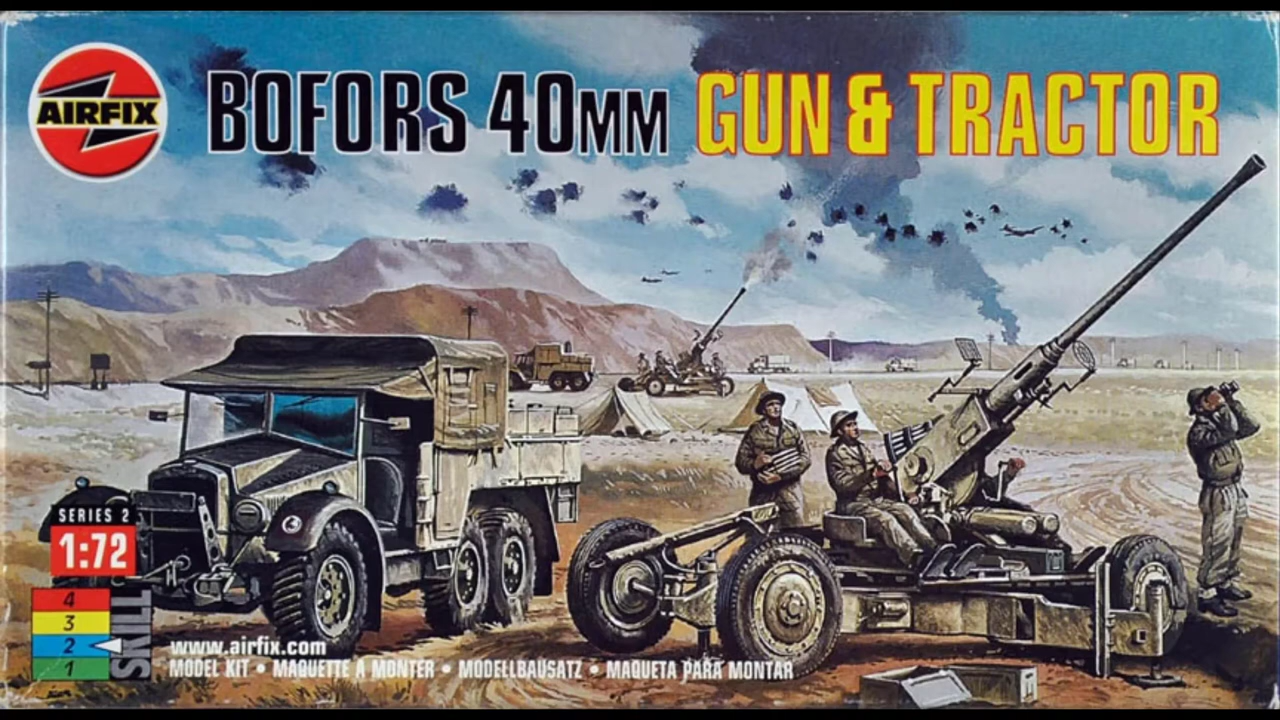 AIRFIX
BOFORS 40MM GUN & TRACTOR
SERIES 2
1:72
4
3
2
1
SKILL
www.airfix.com
MODEL KIT • MAQUETTE A MONTER • MODELLBAUSATZ • MAQUETA PARA MONTAR